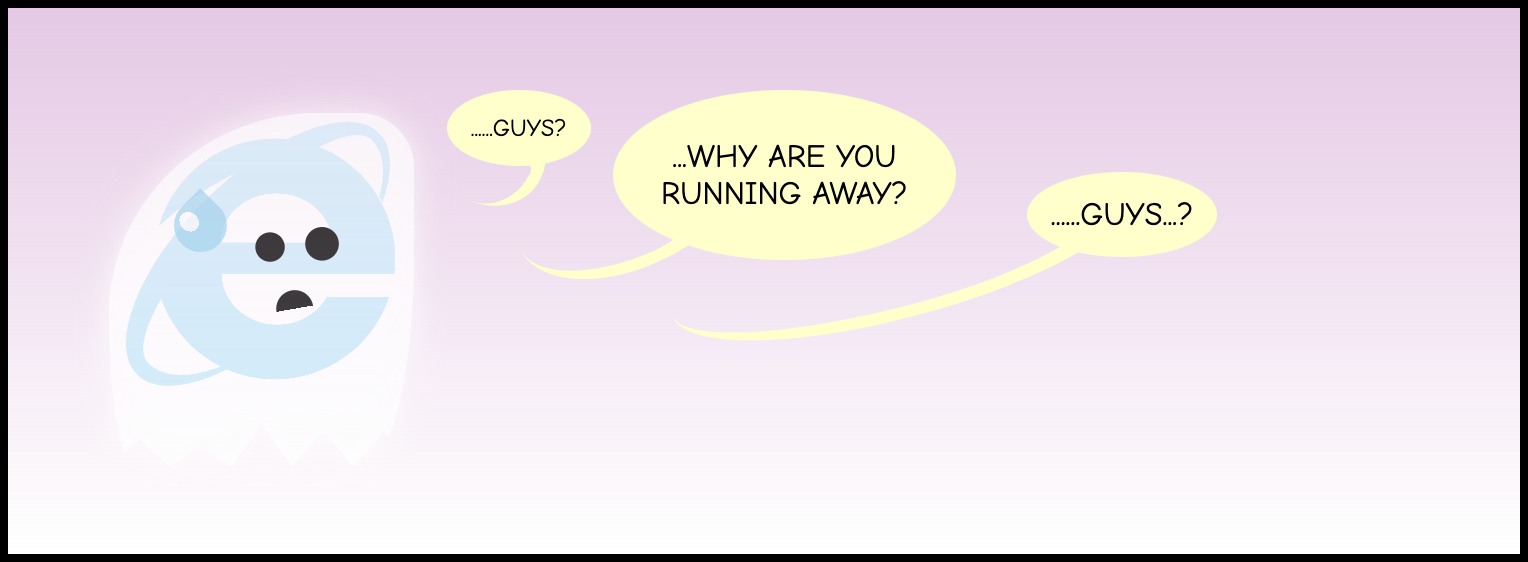 ......GUYS?
...WHY ARE YOU
RUNNING AWAY?
......GUYS...?